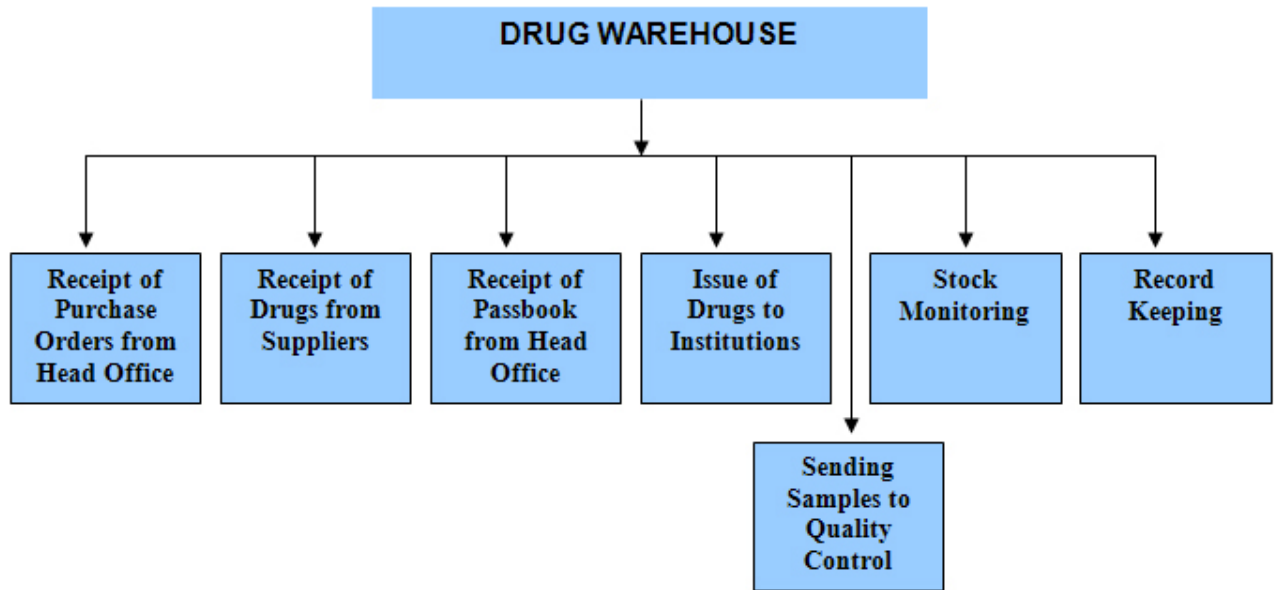 DRUG WAREHOUSE
Receipt of
Purchase
Orders from
Head Office
Receipt of
Drugs from
Suppliers
Receipt of
Passbook
from Head
Office
Issue of
Drugs to
Institutions
Stock
Monitoring
Record
Keeping
Sending
Samples to
Quality
Control